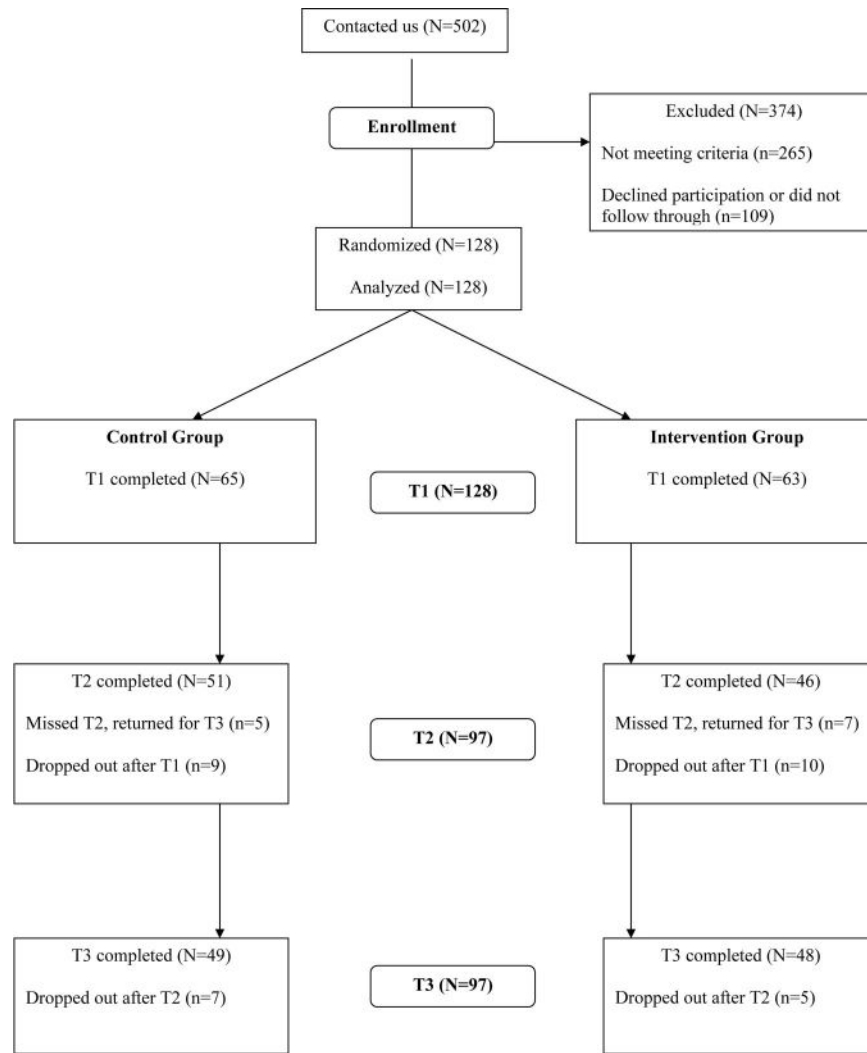 Contacted us (N=502)
Enrollment
Excluded (N=374)
Not meeting criteria (n=265)
Declined participation or did not
follow through (n=109)
Randomized (N=128)
Analyzed (N=128)
Control Group
T1 completed (N=65)
T1 (N=128)
Intervention Group
T1 completed (N=63)
T2 completed (N=51)
Missed T2, returned for T3 (n=5)
Dropped out after T1 (n=9)
T2 (N=97)
T2 completed (N=46)
Missed T2, returned for T3 (n=7)
Dropped out after T1 (n=10)
T3 completed (N=49)
Dropped out after T2 (n=7)
T3 (N=97)
T3 completed (N=48)
Dropped out after T2 (n=5)